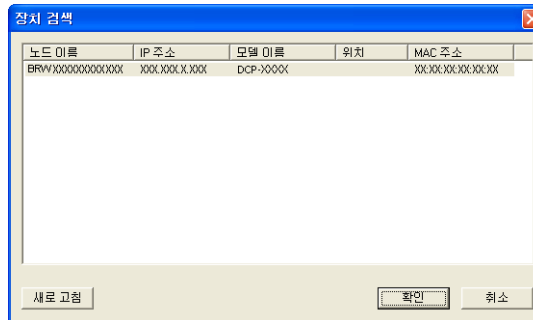 장치 검색
노드 이름 IP 주소 모델 이름 위치 MAC 주소
BRWXXXXXXXXXXXX XXX.XXX.X.XXX DCP-XXXX XX:XX:XX:XX:XX:XX
새로 고침 확인 취소